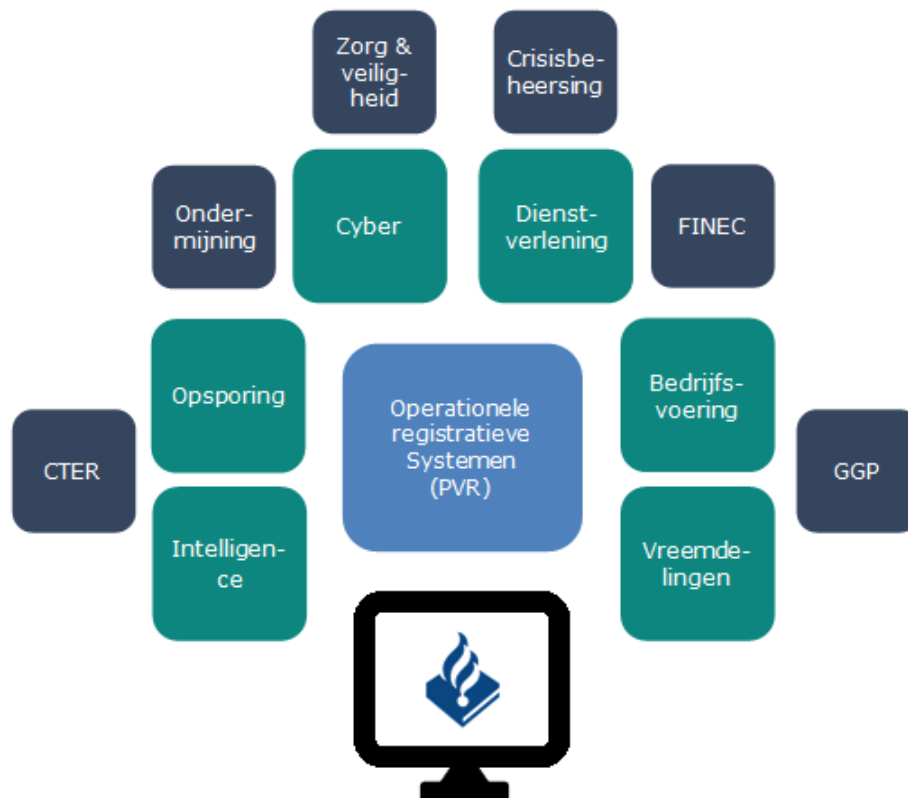 Zorg &
veilig-
heid
Crisisbe-
heersing
Onder-
mijning
Cyber
Dienst-
verlening
FINEC
Opsporing
Operationele
registratieve
Systemen
(PVR)
Bedrijfs-
voering
CTER
GGP
Intelligen-
ce
Vreemde-
lingen